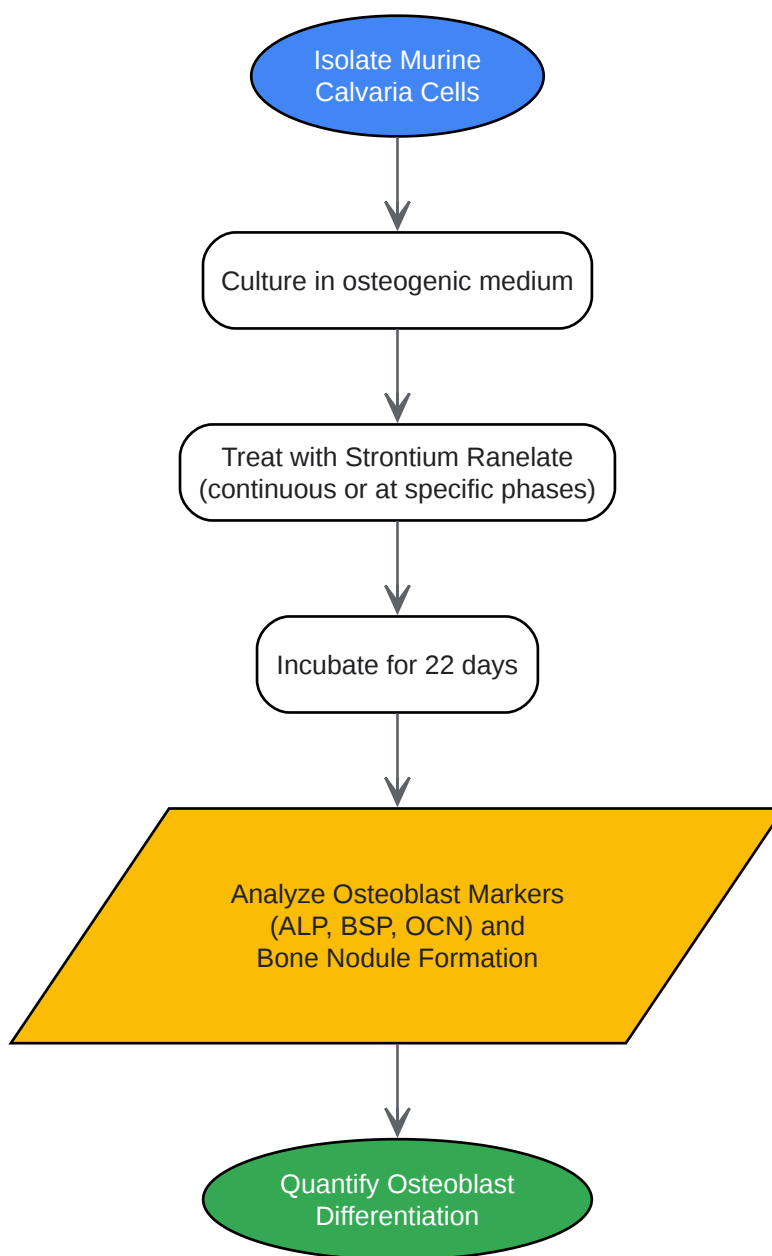 Isolate Murine
Calvaria Cells
Culture in osteogenic medium
Treat with Strontium Ranelate
(continuous or at specific phases)
Incubate for 22 days
Analyze Osteoblast Markers
(ALP, BSP, OCN) and
Bone Nodule Formation
Quantify Osteoblast
Differentiation